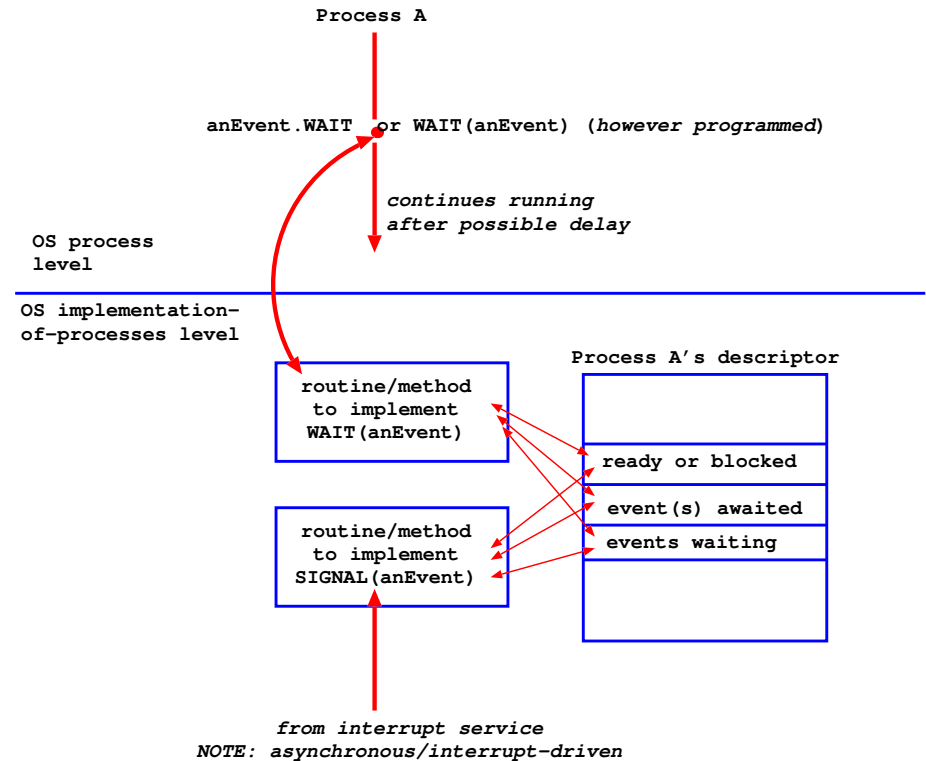 Process A
anEvent.WAIT or WAIT(anEvent) (however programmed)
continues running
after possible delay
OS process
level
OS implementation-
of-processes level
Process A's descriptor
routine/method
to implement
WAIT(anEvent)
ready or blocked
event(s) awaited
events waiting
routine/method
to implement
SIGNAL(anEvent)
from interrupt service
NOTE: asynchronous/interrupt-driven